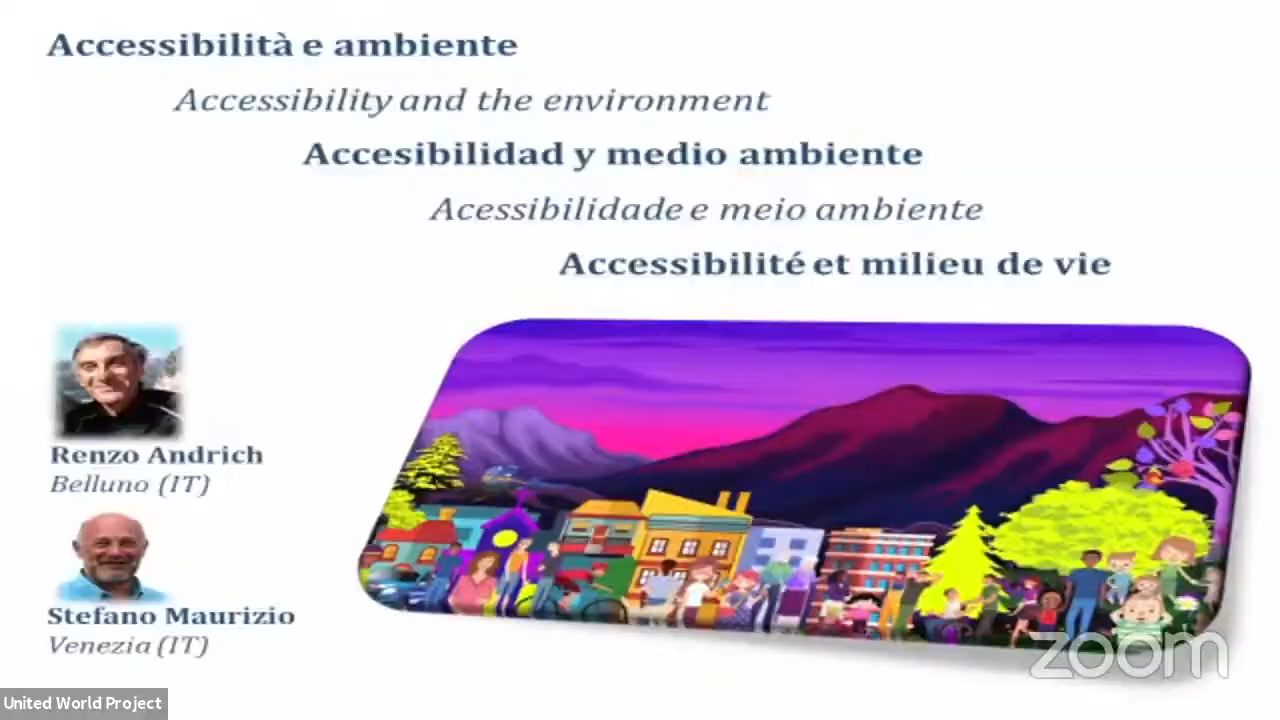 Accessibilità e ambiente
Accessibility and the environment
Accesibilidad y medio ambiente
Acessibilidade e meio ambiente
Accessibilité et milieu de vie
Renzo Andrich
Belluno (IT)
Stefano Maurizio
Venezia (IT)
zoom
United World Project